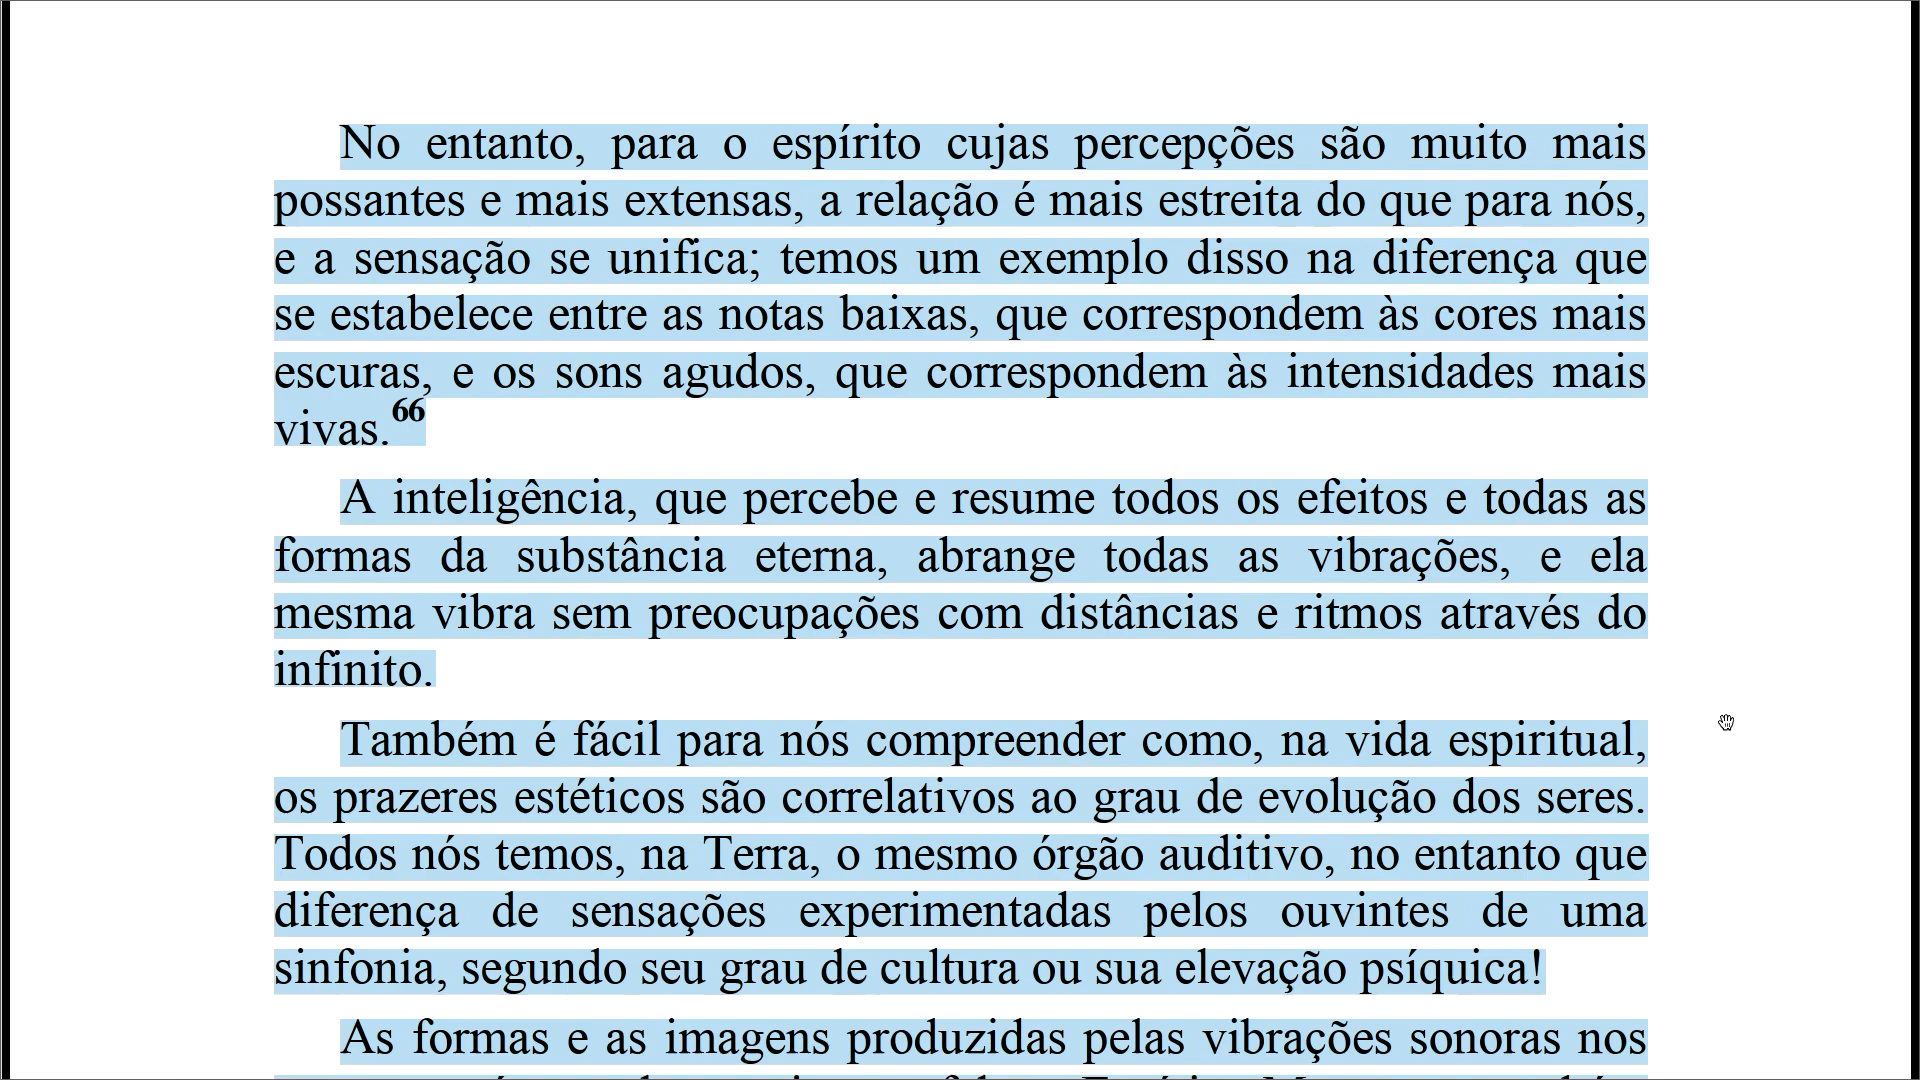 No entanto, para o espírito cujas percepções são muito mais
possantes e mais extensas, a relação é mais estreita do que para nós,
e a sensação se unifica; temos um exemplo disso na diferença que
se estabelece entre as notas baixas, que correspondem às cores mais
escuras, e os sons agudos, que correspondem às intensidades mais
vivas.66
A inteligência, que percebe e resume todos os efeitos e todas as
formas da substância eterna, abrange todas as vibrações, e ela
mesma vibra sem preocupações com distâncias e ritmos através do
infinito.
Também é fácil para nós compreender como, na vida espiritual,
os prazeres estéticos são correlativos ao grau de evolução dos seres.
Todos nós temos, na Terra, o mesmo órgão auditivo, no entanto que
diferença de sensações experimentadas pelos ouvintes de uma
sinfonia, segundo seu grau de cultura ou sua elevação psíquica!
As formas e as imagens produzidas pelas vibrações sonoras nos